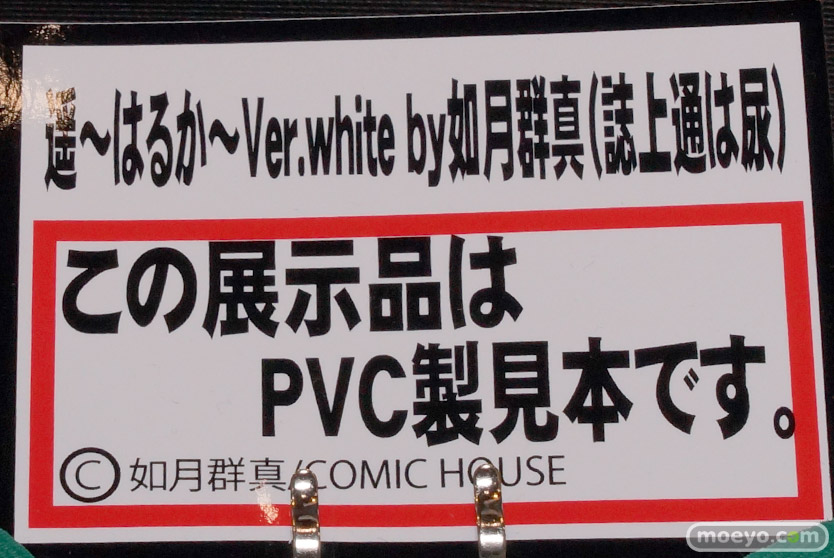 遥～はるか～Ver.white by如月群真(誌上通は尿)
この展示品は
PVC製見本です。
Ⓒ如月群真/COMIC HOUSE
moeyo.com